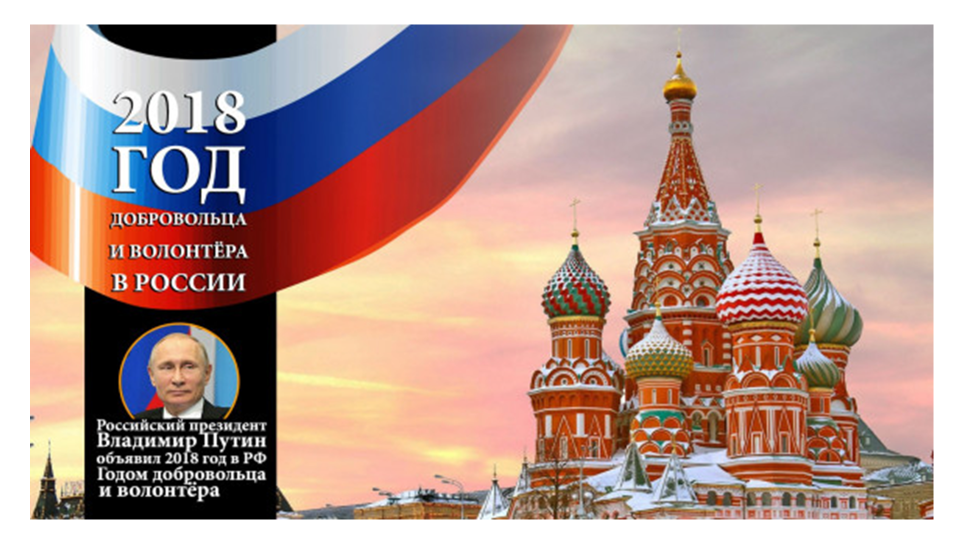 2018
ГОД
ДОБРОВОЛЬЦА
И ВОЛОНТЁРА
В РОССИИ
Российский президент
Владимир Путин
объявил 2018 год в РФ
Годом добровольца
и волонтёра